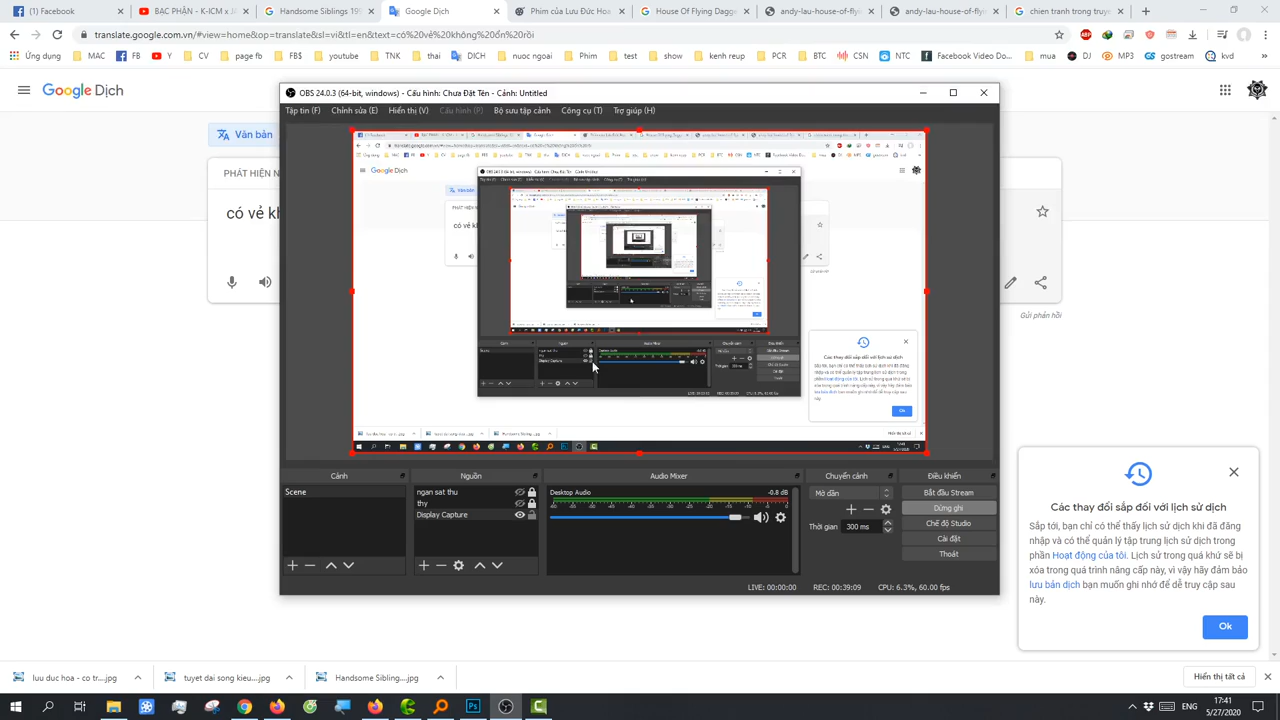 (1) Facebook
BẠC PHẬN - K-ICM x J
Handsome Siblings 199
Google Dịch
Phim của Lưu Đức Hoa
House Of Flying Dagge
andy-lau-house-of-flyi
andy-lau-house-of-flyi
chien tranh trong truye
translate.google.com.vn/#view=home&op=translate&sl=vi&tl=en&text=có%20vẻ%20không%20ổn%20rồi
Ứng dụng
MAC
FB
Y
CV
page fb
FBS
youtube
TNK
thay
DỊCH
nuoc ngoai
Phim
test
show
kenh reup
PCR
BTC
CSN
NTC
Facebook Video Do...
mua
DJ
MP3
gostream
kvd
Google Dịch
OBS 24.0.3 (64-bit, windows) - Cấu hình: Chưa Đặt Tên - Cảnh: Untitled
Tập tin (F)
Chỉnh sửa (E)
Hiển thị (V)
Cấu hình (P)
Bộ sưu tập cảnh
Công cụ (T)
Trợ giúp (H)
Văn bản
PHÁT HIỆN N
có vẻ kh
Gửi phản hồi
Cảnh
Nguồn
Audio Mixer
Chuyển cảnh
Điều khiển
Scene
ngan sat thu
thy
Display Capture
Desktop Audio
-0.8 dB
Mờ dần
Thời gian
300 ms
Bắt đầu Stream
Dừng ghi
Chế độ Studio
Cài đặt
Thoát
LIVE: 00:00:00
REC: 00:39:09
CPU: 6.3%, 60.00 fps
Các thay đổi sắp đối với lịch sử dịch
Sắp tới, bạn chỉ có thể thấy lịch sử dịch khi đã đăng
nhập và có thể quản lý tập trung lịch sử dịch trong
phần Hoạt động của tôi. Lịch sử trong quá khứ sẽ bị
xóa trong quá trình nâng cấp này, vì vậy hãy đảm bảo
lưu bản dịch bạn muốn ghi nhớ để dễ truy cập sau
này.
Ok
luu duc hoa - co tr....jpg
tuyet dai song kieu....jpg
Handsome Sibling....jpg
Hiển thị tất cả
Ps
ENG
17:41
5/27/2020